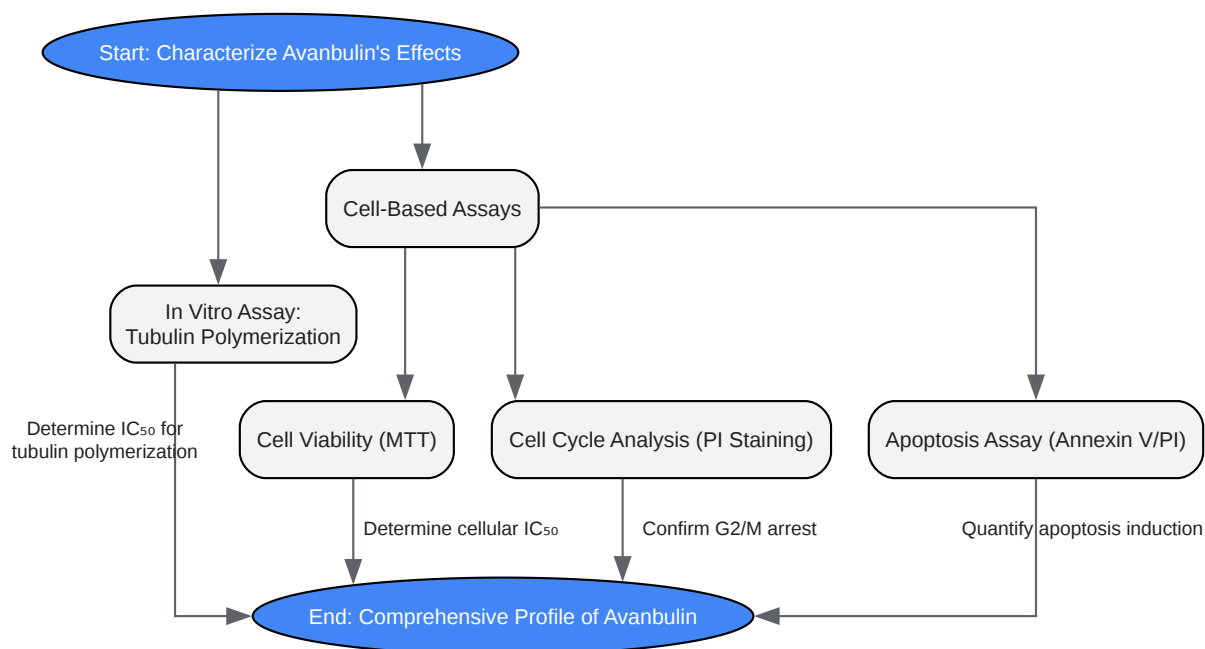 Start: Characterize Avanbulin's Effects
Cell-Based Assays
In Vitro Assay:
Tubulin Polymerization
Determine IC₅₀ for
tubulin polymerization
Cell Viability (MTT)
Cell Cycle Analysis (PI Staining)
Apoptosis Assay (Annexin V/PI)
Determine cellular IC₅₀
Confirm G2/M arrest
Quantify apoptosis induction
End: Comprehensive Profile of Avanbulin